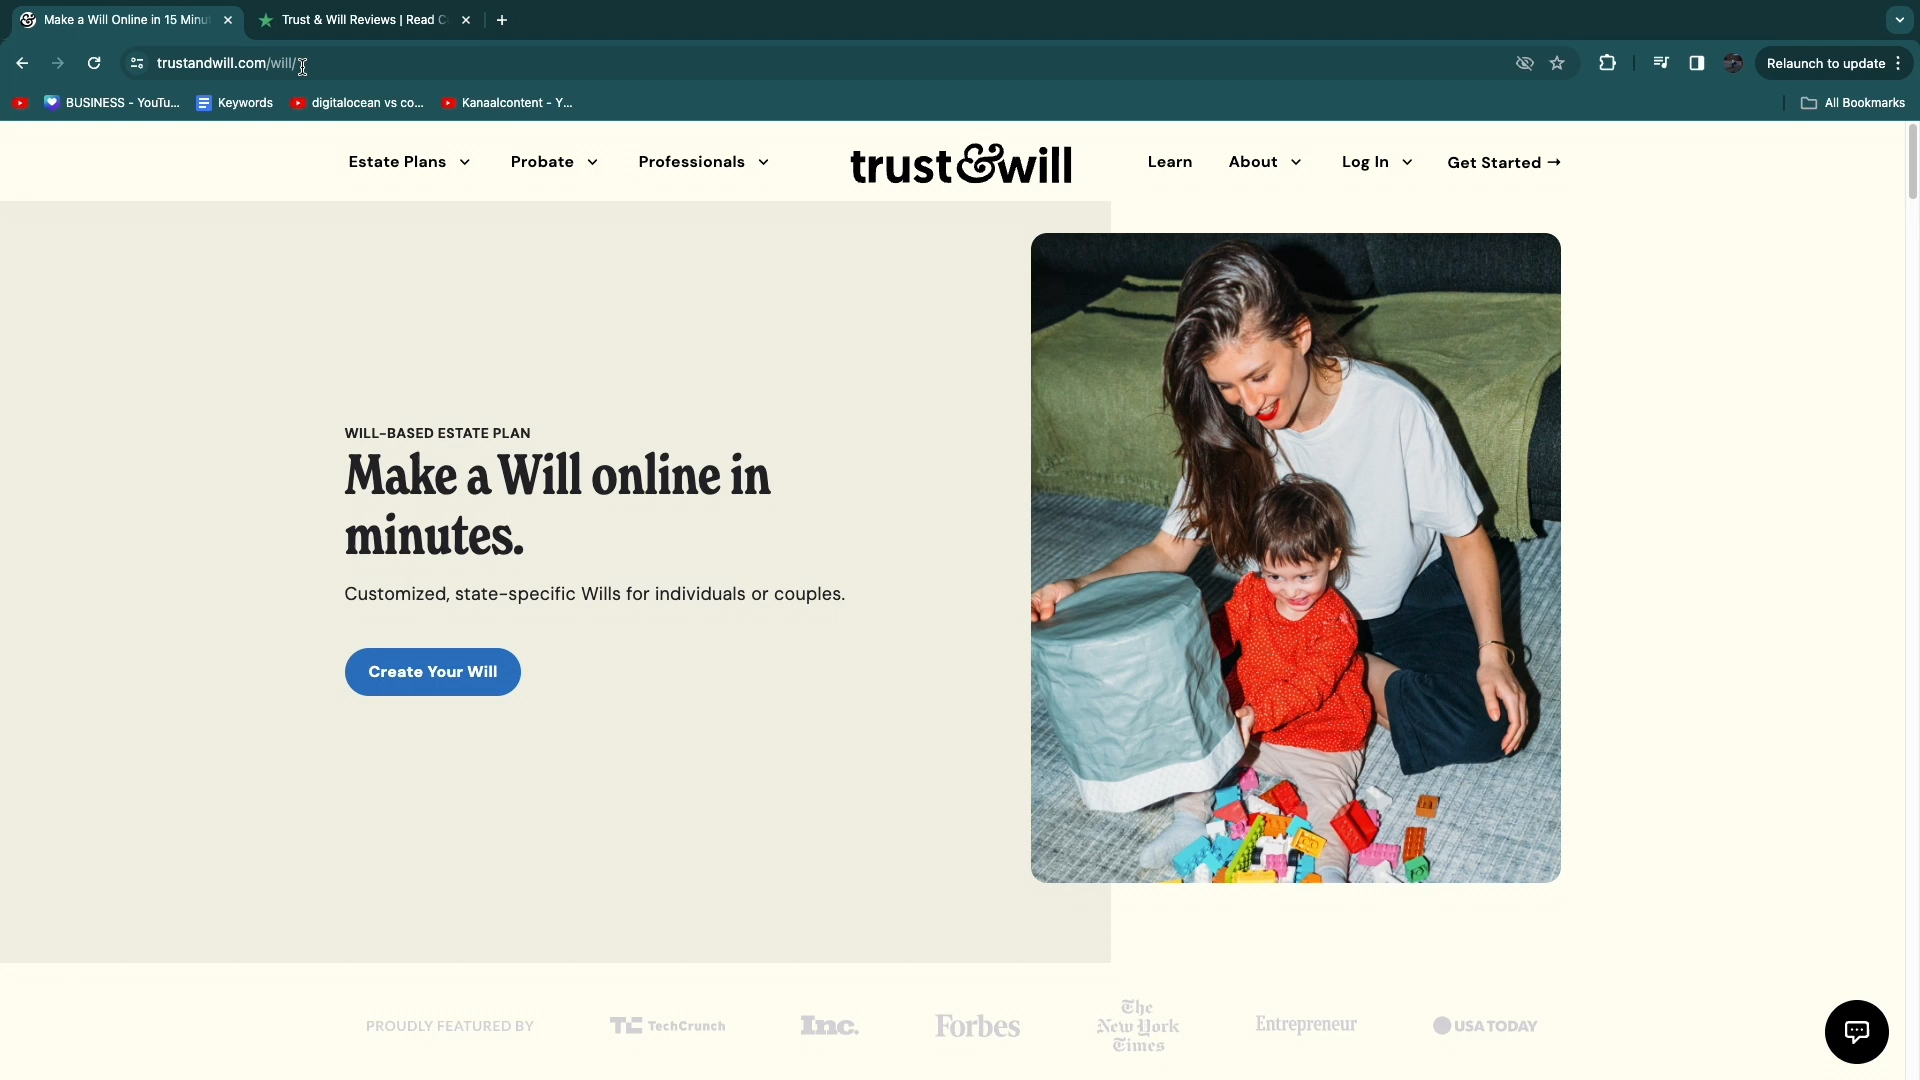 Make a Will Online in 15 Minu
Trust & Will Reviews | Read C
trustandwill.com/will/
Relaunch to update
BUSINESS - YouTu...
Keywords
digitalocean vs co...
Kanaalcontent - Y...
All Bookmarks
Estate Plans
Probate
Professionals
trust&will
Learn
About
Log In
Get Started →
WILL-BASED ESTATE PLAN
Make a Will online in
minutes.
Customized, state-specific Wills for individuals or couples.
Create Your Will
PROUDLY FEATURED BY
TC TechCrunch
Inc.
Forbes
The
New York
Times
Entrepreneur
USA TODAY